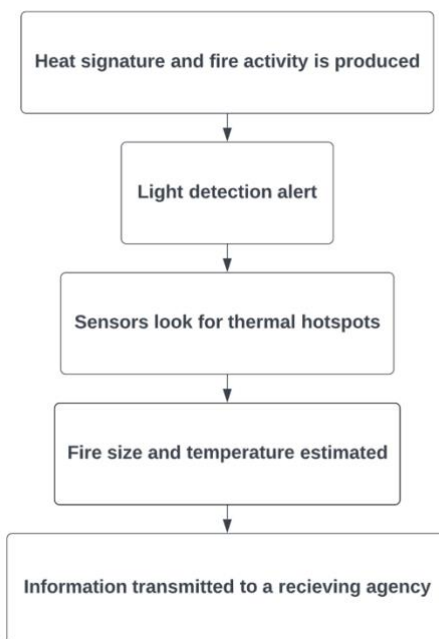 Heat signature and fire activity is produced
Light detection alert
Sensors look for thermal hotspots
Fire size and temperature estimated
Information transmitted to a recieving agency